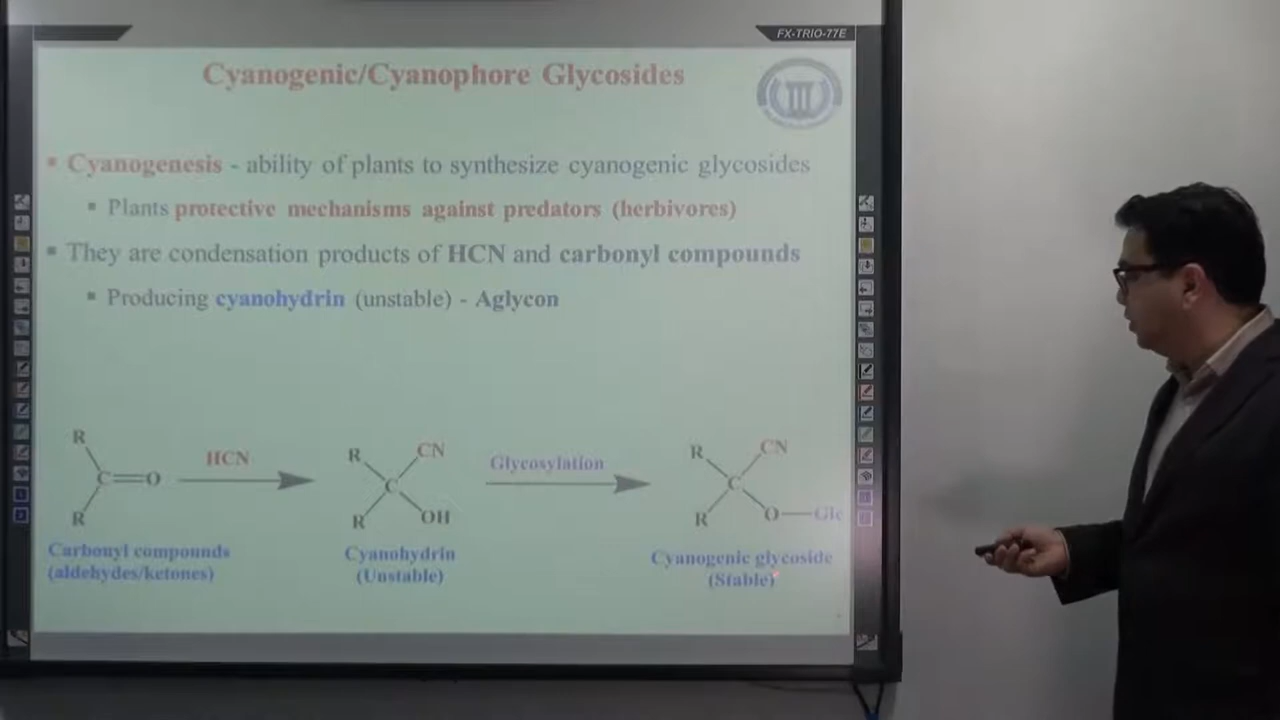 FX-TRIO-77E
Cyanogenic/Cyanophore Glycosides
▪ Cyanogenesis - ability of plants to synthesize cyanogenic glycosides
▪ Plants protective mechanisms against predators (herbivores)
▪ They are condensation products of HCN and carbonyl compounds
▪ Producing cyanohydrin (unstable) - Aglycon
R
C=O
R
HCN
R
CN
C
R
OH
Glycosylation
R
CN
C
R
O—Glc
Carbonyl compounds
(aldehydes/ketones)
Cyanohydrin
(Unstable)
Cyanogenic glycoside
(Stable)